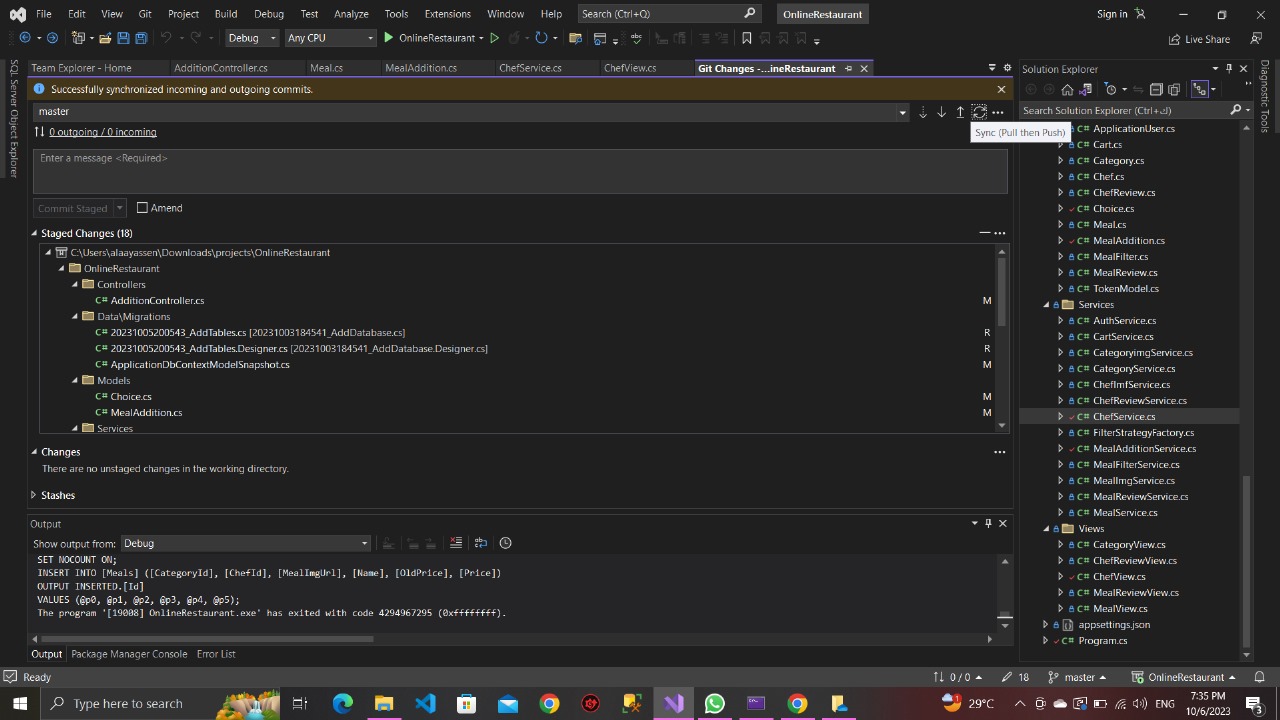 File Edit View Git Project Build Debug Test Analyze Tools Extensions Window Help Search (Ctrl+Q) OnlineRestaurant Sign in
Debug Any CPU OnlineRestaurant Live Share
SQL Server Object Explorer
Team Explorer - Home AdditionController.cs Meal.cs MealAddition.cs ChefService.cs ChefView.cs Git Changes -...ineRestaurant
Successfully synchronized incoming and outgoing commits.
master
0 outgoing / 0 incoming
Sync (Pull then Push)
Enter a message <Required>
Commit Staged Amend
Staged Changes (18)
C:\Users\alaayassen\Downloads\projects\OnlineRestaurant
OnlineRestaurant
Controllers
C# AdditionController.cs M
Data\Migrations
C# 20231005200543_AddTables.cs [20231003184541_AddDatabase.cs] R
C# 20231005200543_AddTables.Designer.cs [20231003184541_AddDatabase.Designer.cs] R
C# ApplicationDbContextModelSnapshot.cs M
Models
C# Choice.cs M
C# MealAddition.cs M
Services
Changes
There are no unstaged changes in the working directory.
Stashes
Output
Show output from: Debug
SET NOCOUNT ON;
INSERT INTO [Meals] ([CategoryId], [ChefId], [MealImgUrl], [Name], [OldPrice], [Price])
OUTPUT INSERTED.[Id]
VALUES (@p0, @p1, @p2, @p3, @p4, @p5);
The program '[19008] OnlineRestaurant.exe' has exited with code 4294967295 (0xffffffff).
Output Package Manager Console Error List
Solution Explorer
Search Solution Explorer (Ctrl+ك)
C# ApplicationUser.cs
C# Cart.cs
C# Category.cs
C# Chef.cs
C# ChefReview.cs
C# Choice.cs
C# Meal.cs
C# MealAddition.cs
C# MealFilter.cs
C# MealReview.cs
C# TokenModel.cs
Services
C# AuthService.cs
C# CartService.cs
C# CategoryimgService.cs
C# CategoryService.cs
C# ChefImfService.cs
C# ChefReviewService.cs
C# ChefService.cs
C# FilterStrategyFactory.cs
C# MealAdditionService.cs
C# MealFilterService.cs
C# MealImgService.cs
C# MealReviewService.cs
C# MealService.cs
Views
C# CategoryView.cs
C# ChefReviewView.cs
C# ChefView.cs
C# MealReviewView.cs
C# MealView.cs
appsettings.json
C# Program.cs
Diagnostic Tools
Ready 0 / 0 18 master OnlineRestaurant
Type here to search 29°C ENG 7:35 PM
10/6/2023 3